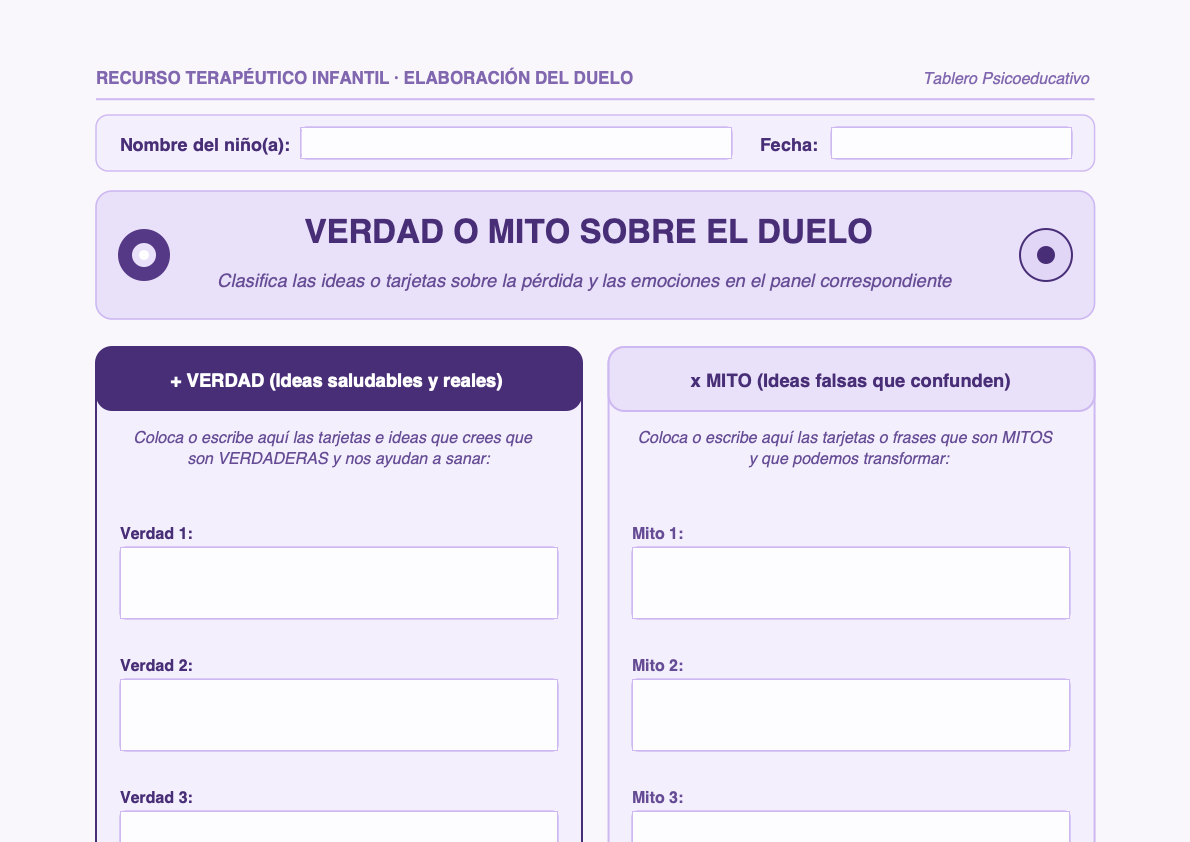 RECURSO TERAPÉUTICO INFANTIL · ELABORACIÓN DEL DUELO
Tablero Psicoeducativo
Nombre del niño(a):
Fecha:
VERDAD O MITO SOBRE EL DUELO
Clasifica las ideas o tarjetas sobre la pérdida y las emociones en el panel correspondiente
+ VERDAD (Ideas saludables y reales)
Coloca o escribe aquí las tarjetas e ideas que crees que
son VERDADERAS y nos ayudan a sanar:
Verdad 1:
Verdad 2:
Verdad 3:
x MITO (Ideas falsas que confunden)
Coloca o escribe aquí las tarjetas o frases que son MITOS
y que podemos transformar:
Mito 1:
Mito 2:
Mito 3: